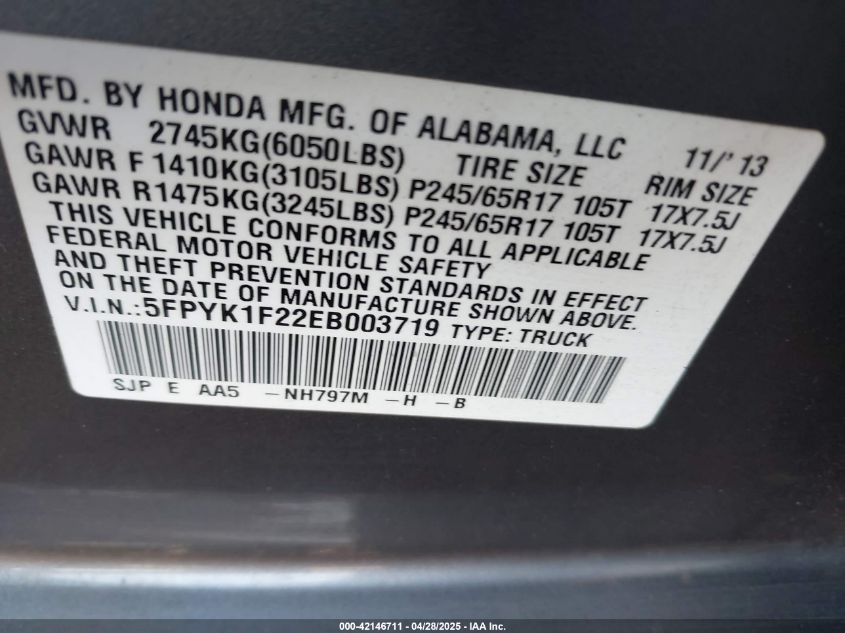 MFD. BY HONDA MFG. OF ALABAMA, LLC 11/'13
GVWR 2745KG(6050LBS) TIRE SIZE RIM SIZE
GAWR F 1410KG(3105LBS) P245/65R17 105T 17X7.5J
GAWR R1475KG(3245LBS) P245/65R17 105T 17X7.5J
THIS VEHICLE CONFORMS TO ALL APPLICABLE
FEDERAL MOTOR VEHICLE SAFETY
AND THEFT PREVENTION STANDARDS IN EFFECT
ON THE DATE OF MANUFACTURE SHOWN ABOVE.
V.I.N.:5FPYK1F22EB003719 TYPE: TRUCK
SJP E AA5 -NH797M -H -B
000-42146711 - 04/28/2025 - IAA Inc.